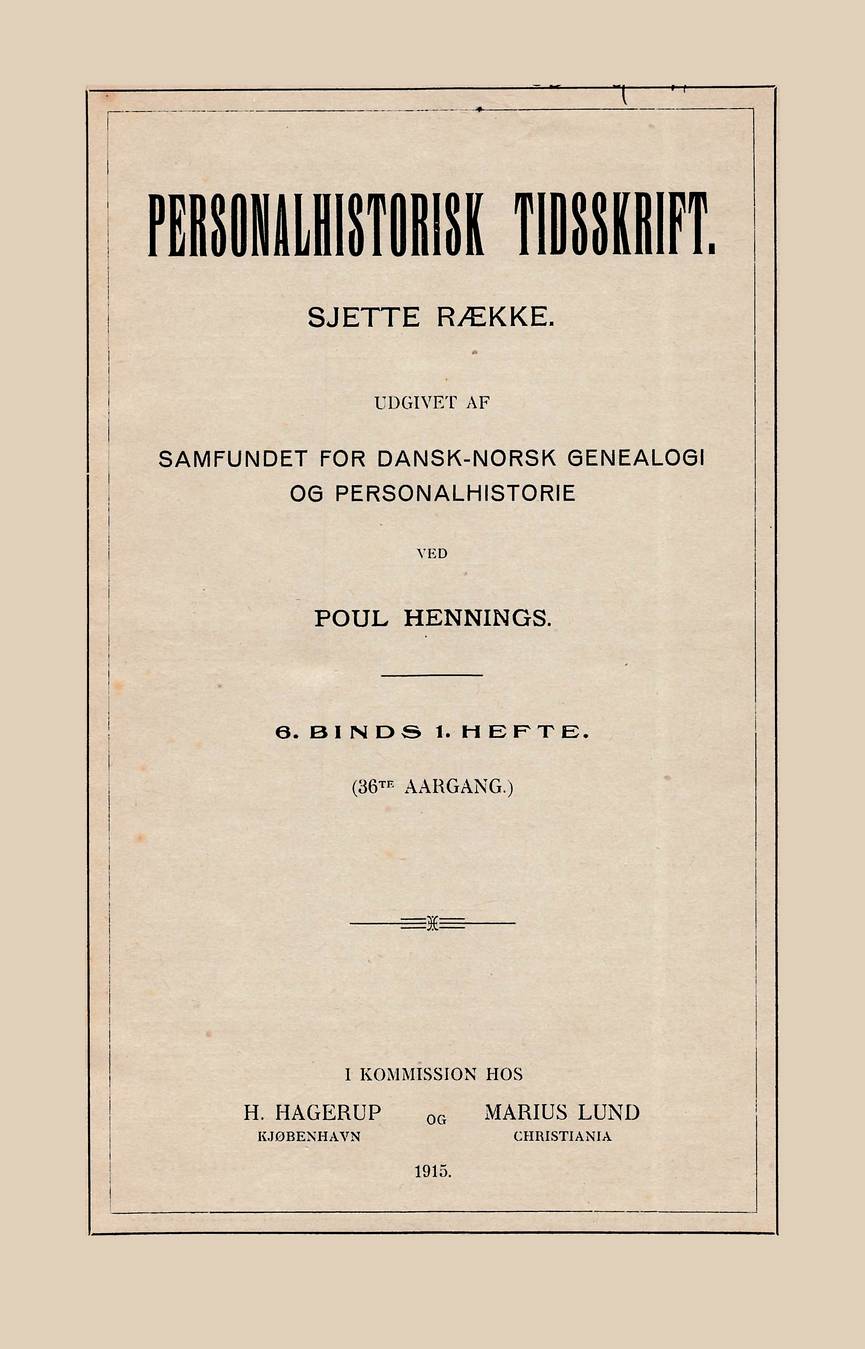 PERSONALHISTORISK TIDSSKRIFT.
SJETTE RÆKKE.
UDGIVET AF
SAMFUNDET FOR DANSK-NORSK GENEALOGI
OG PERSONALHISTORIE
VED
POUL HENNINGS.
6. BINDS 1. HEFTE.
(36TE AARGANG.)
I KOMMISSION HOS
H. HAGERUP OG MARIUS LUND
KJØBENHAVN CHRISTIANIA
1915.